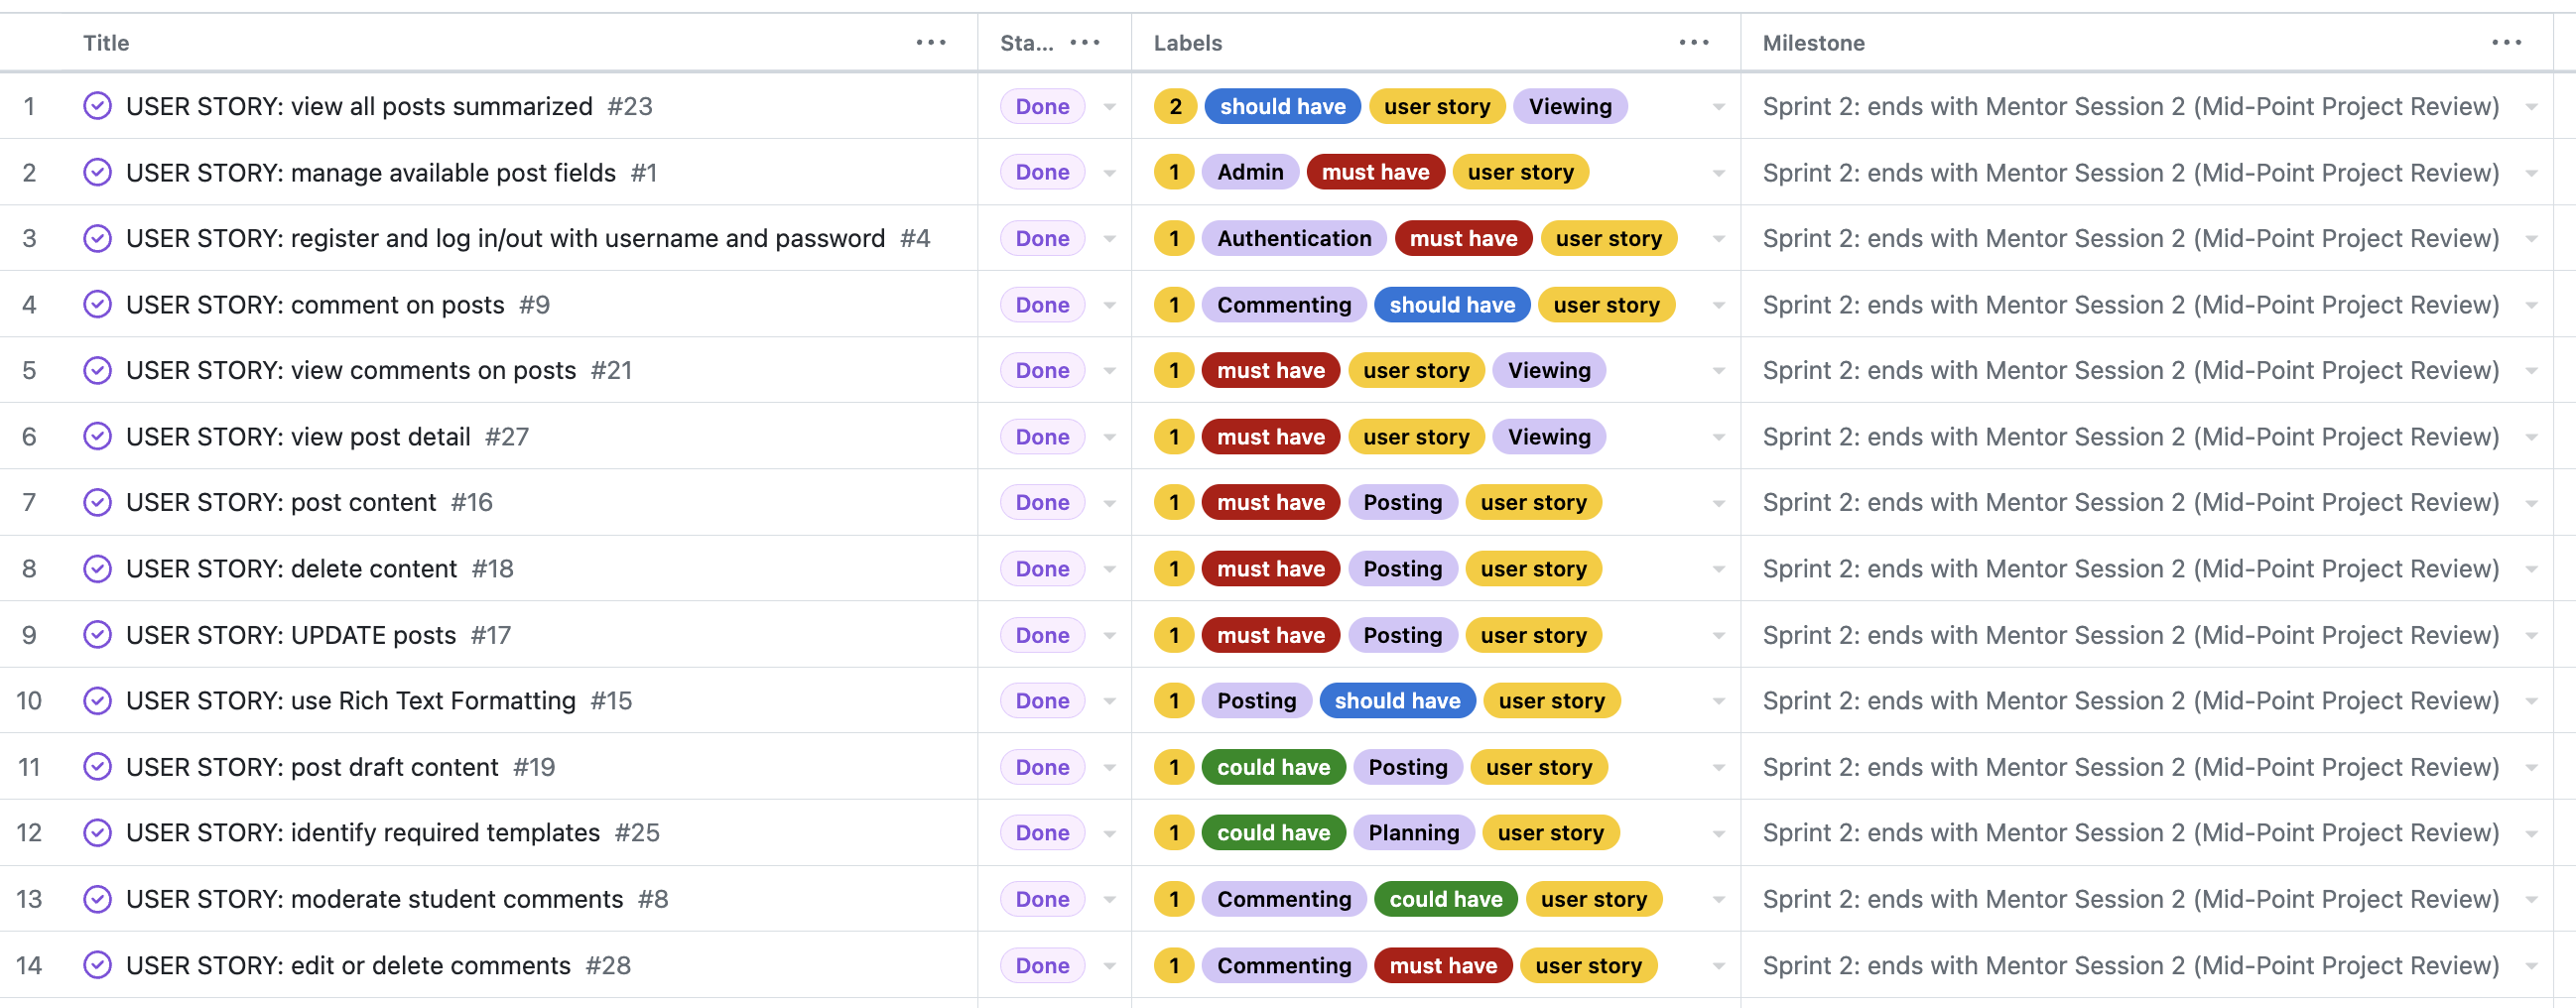 Title ... Sta... ... Labels ... Milestone ...
1 USER STORY: view all posts summarized #23 Done 2 should have user story Viewing Sprint 2: ends with Mentor Session 2 (Mid-Point Project Review)
2 USER STORY: manage available post fields #1 Done 1 Admin must have user story Sprint 2: ends with Mentor Session 2 (Mid-Point Project Review)
3 USER STORY: register and log in/out with username and password #4 Done 1 Authentication must have user story Sprint 2: ends with Mentor Session 2 (Mid-Point Project Review)
4 USER STORY: comment on posts #9 Done 1 Commenting should have user story Sprint 2: ends with Mentor Session 2 (Mid-Point Project Review)
5 USER STORY: view comments on posts #21 Done 1 must have user story Viewing Sprint 2: ends with Mentor Session 2 (Mid-Point Project Review)
6 USER STORY: view post detail #27 Done 1 must have user story Viewing Sprint 2: ends with Mentor Session 2 (Mid-Point Project Review)
7 USER STORY: post content #16 Done 1 must have Posting user story Sprint 2: ends with Mentor Session 2 (Mid-Point Project Review)
8 USER STORY: delete content #18 Done 1 must have Posting user story Sprint 2: ends with Mentor Session 2 (Mid-Point Project Review)
9 USER STORY: UPDATE posts #17 Done 1 must have Posting user story Sprint 2: ends with Mentor Session 2 (Mid-Point Project Review)
10 USER STORY: use Rich Text Formatting #15 Done 1 Posting should have user story Sprint 2: ends with Mentor Session 2 (Mid-Point Project Review)
11 USER STORY: post draft content #19 Done 1 could have Posting user story Sprint 2: ends with Mentor Session 2 (Mid-Point Project Review)
12 USER STORY: identify required templates #25 Done 1 could have Planning user story Sprint 2: ends with Mentor Session 2 (Mid-Point Project Review)
13 USER STORY: moderate student comments #8 Done 1 Commenting could have user story Sprint 2: ends with Mentor Session 2 (Mid-Point Project Review)
14 USER STORY: edit or delete comments #28 Done 1 Commenting must have user story Sprint 2: ends with Mentor Session 2 (Mid-Point Project Review)